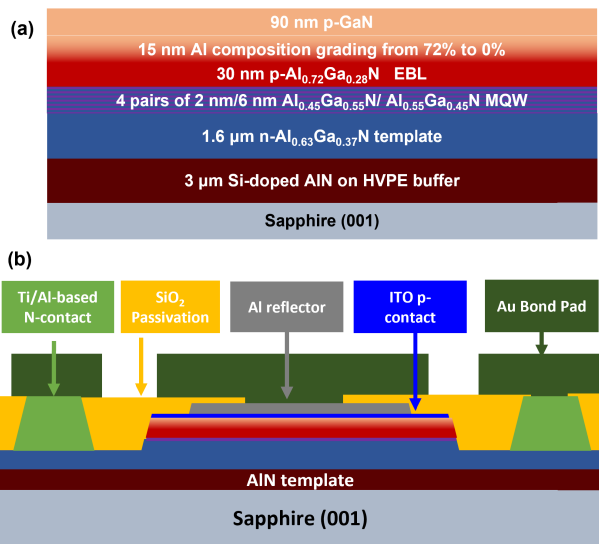 (a)
90 nm p-GaN
15 nm Al composition grading from 72% to 0%
30 nm p-Al0.72Ga0.28N EBL
4 pairs of 2 nm/6 nm Al0.45Ga0.55N/ Al0.55Ga0.45N MQW
1.6 µm n-Al0.63Ga0.37N template
3 µm Si-doped AlN on HVPE buffer
Sapphire (001)
(b)
Ti/Al-based
N-contact
SiO2
Passivation
Al reflector
ITO p-
contact
Au Bond Pad
AlN template
Sapphire (001)